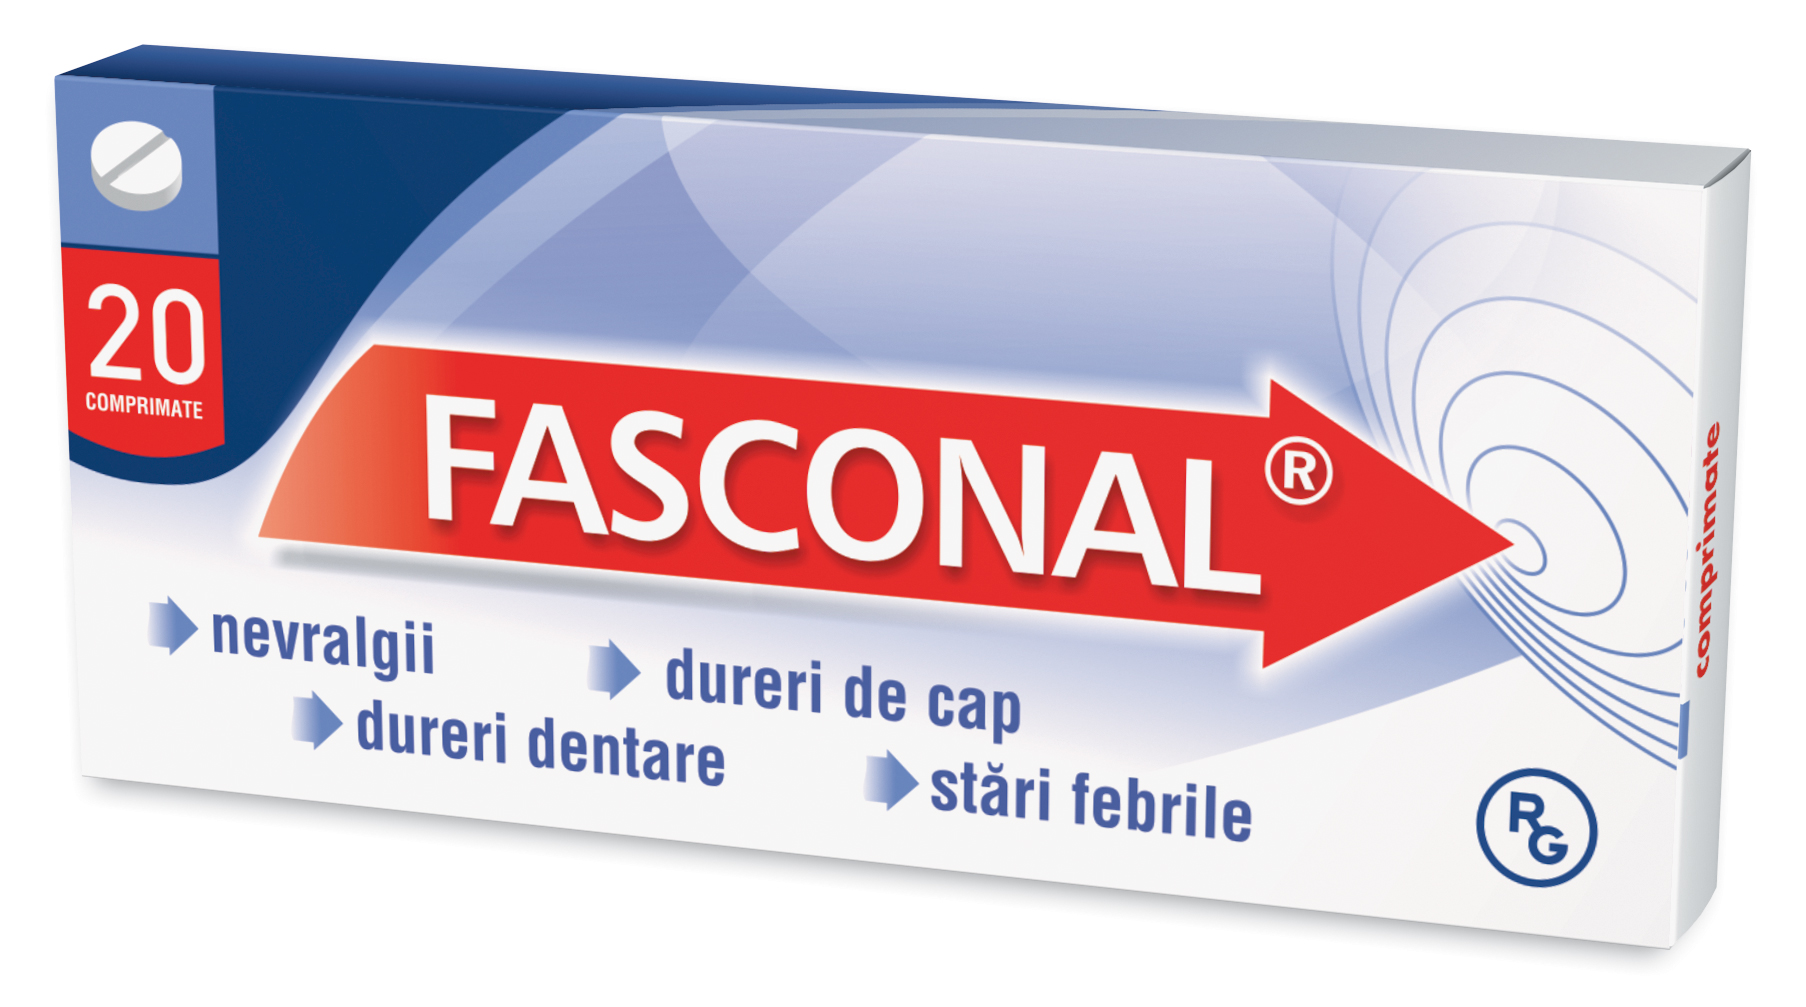 20
COMPRIMATE
FASCONAL®
nevralgii
dureri de cap
dureri dentare
stări febrile
RG
comprimate